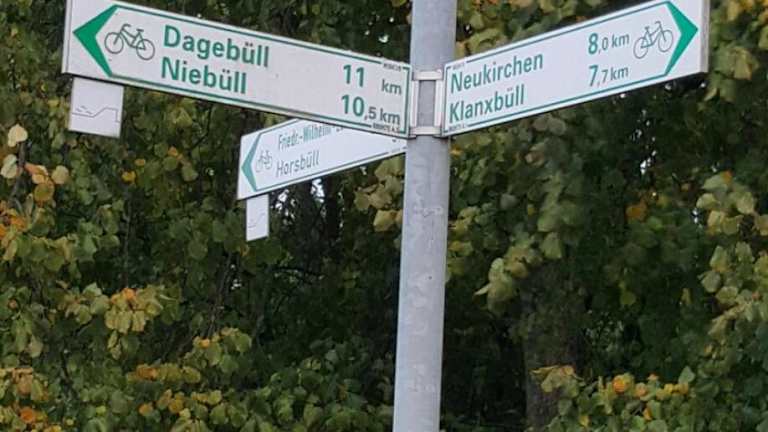 Dagebüll 11 km
Niebüll 10,5 km
Neukirchen 8,0 km
Klanxbüll 7,7 km
Friedr.-Wilhelm-
Horsbüll